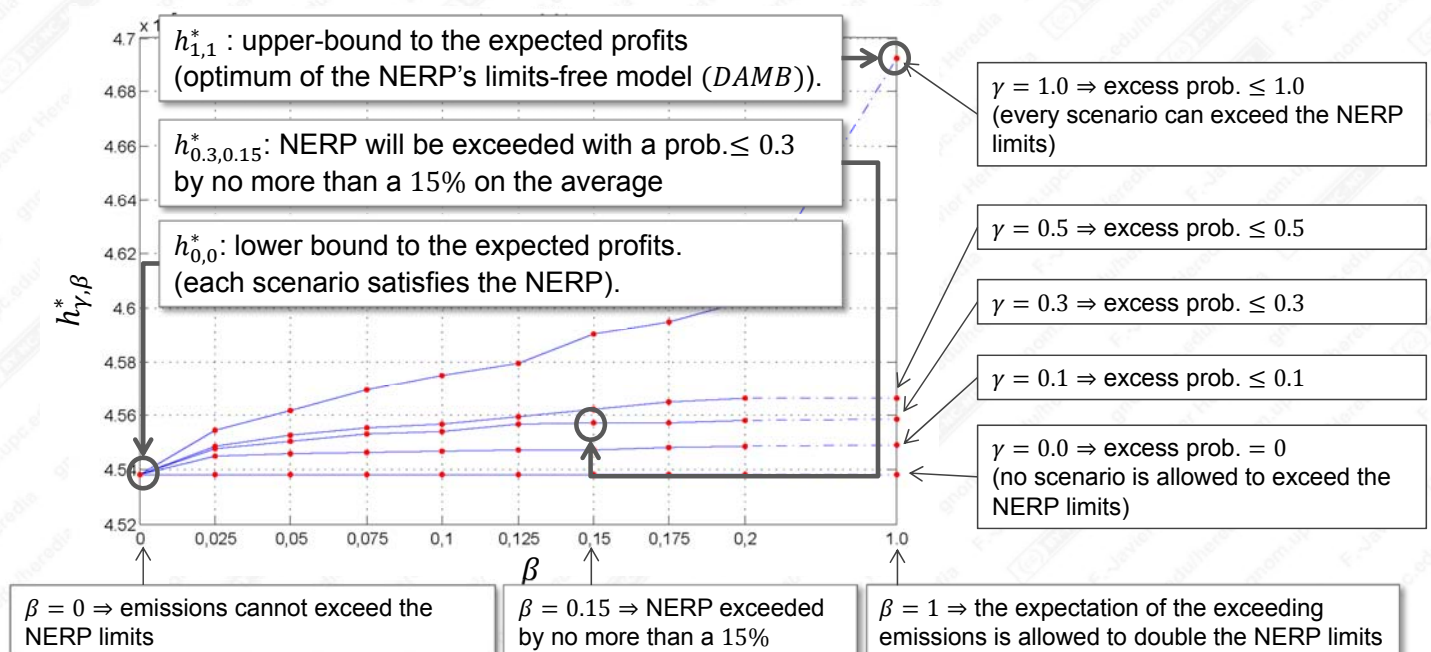 x 1
4.7
4.68
4.66
4.64
4.62
4.6
4.58
4.56
4.54
4.52
h*γ,β
h*1,1 : upper-bound to the expected profits
(optimum of the NERP’s limits-free model (DAMB)).
h*0.3,0.15: NERP will be exceeded with a prob.≤ 0.3
by no more than a 15% on the average
h*0,0: lower bound to the expected profits.
(each scenario satisfies the NERP).
γ = 1.0 ⇒ excess prob. ≤ 1.0
(every scenario can exceed the NERP
limits)
γ = 0.5 ⇒ excess prob. ≤ 0.5
γ = 0.3 ⇒ excess prob. ≤ 0.3
γ = 0.1 ⇒ excess prob. ≤ 0.1
γ = 0.0 ⇒ excess prob. = 0
(no scenario is allowed to exceed the
NERP limits)
0 0,025 0,05 0,075 0,1 0,125 0,15 0,175 0,2 1.0
β
β = 0 ⇒ emissions cannot exceed the
NERP limits
β = 0.15 ⇒ NERP exceeded
by no more than a 15%
β = 1 ⇒ the expectation of the exceeding
emissions is allowed to double the NERP limits